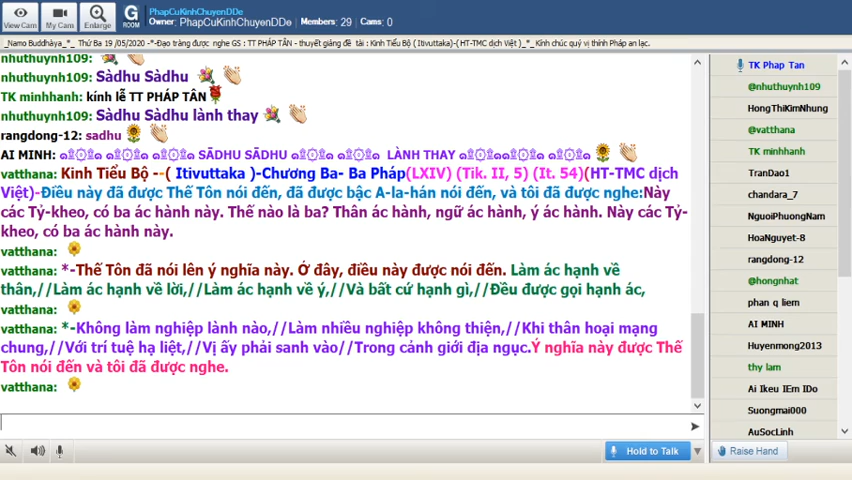 View Cam
My Cam
Enlarge
G
ROOM
PhapCuKinhChuyenDDe
Owner: PhapCuKinhChuyenDDe Members: 29 Cams: 0
_Namo Buddhàya_*_ Thứ Ba 19 /05/2020 -*-Đạo tràng được nghe GS : TT PHÁP TÂN - thuyết giảng đề tài : Kinh Tiểu Bộ ( Itivuttaka)-( HT-TMC dịch Việt )_*_ Kính chúc quý vị thính Pháp an lạc.
nhuthuynh109:
nhuthuynh109: Sàdhu Sàdhu
TK minhhanh: kính lễ TT PHÁP TÂN
nhuthuynh109: Sàdhu Sàdhu lành thay
rangdong-12: sadhu
AI MINH: SĀDHU SĀDHU LÀNH THAY
vatthana: Kinh Tiểu Bộ --( Itivuttaka )-Chương Ba- Ba Pháp(LXIV) (Tik. II, 5) (It. 54)(HT-TMC dịch
Việt)-Điều này đã được Thế Tôn nói đến, đã được bậc A-la-hán nói đến, và tôi đã được nghe:Này
các Tỷ-kheo, có ba ác hành này. Thế nào là ba? Thân ác hành, ngữ ác hành, ý ác hành. Này các Tỷ-
kheo, có ba ác hành này.
vatthana:
vatthana: *-Thế Tôn đã nói lên ý nghĩa này. Ở đây, điều này được nói đến. Làm ác hạnh về
thân,//Làm ác hạnh về lời,//Làm ác hạnh về ý,//Và bất cứ hạnh gì,//Đều được gọi hạnh ác,
vatthana:
vatthana: *-Không làm nghiệp lành nào,//Làm nhiều nghiệp không thiện,//Khi thân hoại mạng
chung,//Với trí tuệ hạ liệt,//Vị ấy phải sanh vào//Trong cảnh giới địa ngục.Ý nghĩa này được Thế
Tôn nói đến và tôi đã được nghe.
vatthana:
Hold to Talk
TK Phap Tan
@nhuthuynh109
HongThiKimNhung
@vatthana
TK minhhanh
TranDao1
chandara_7
NguoiPhuongNam
HoaNguyet-8
rangdong-12
@hongnhat
phan q liem
AI MINH
Huyenmong2013
thy lam
Ai Ikeu IEm IDo
Suongmai000
AuSocLinh
Raise Hand